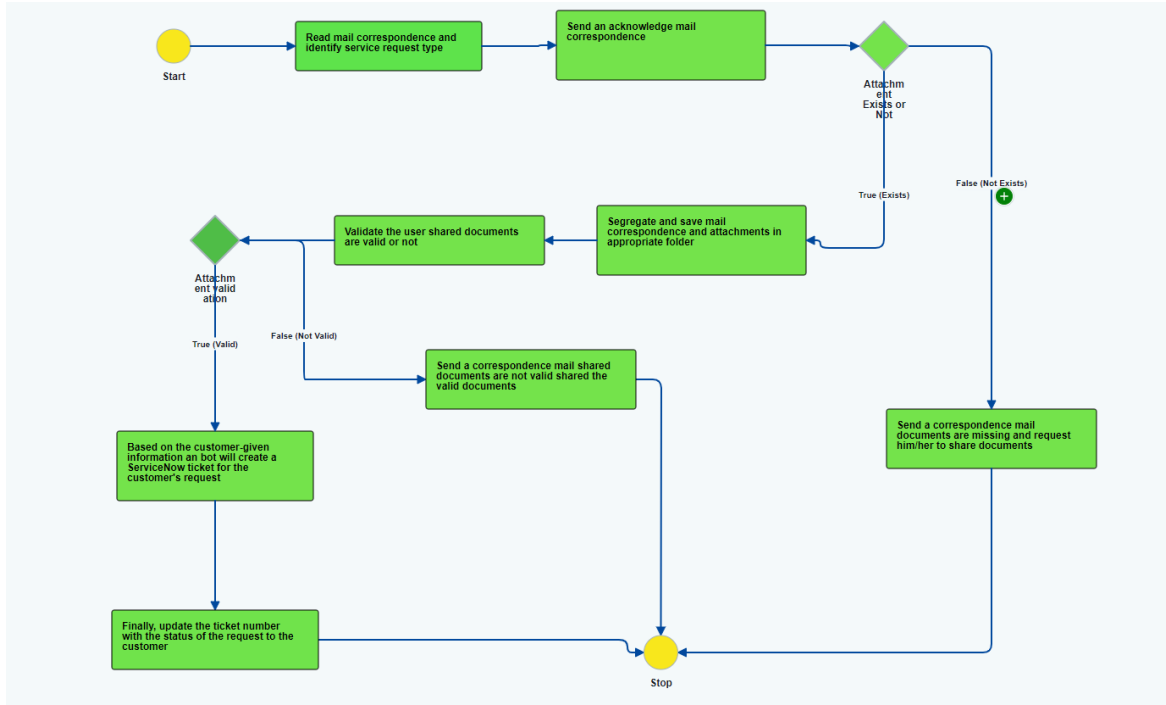 Read mail correspondence and
identify service request type
Start
Send an acknowledge mail
correspondence
Attachm
ent
Exists or
Not
True (Exists)
False (Not Exists)
Segregate and save mail
correspondence and attachments in
appropriate folder
Validate the user shared documents
are valid or not
Attachm
ent valid
ation
True (Valid)
False (Not Valid)
Send a correspondence mail shared
documents are not valid shared the
valid documents
Send a correspondence mail
documents are missing and request
him/her to share documents
Based on the customer-given
information an bot will create a
ServiceNow ticket for the
customer's request
Finally, update the ticket number
with the status of the request to the
customer
Stop